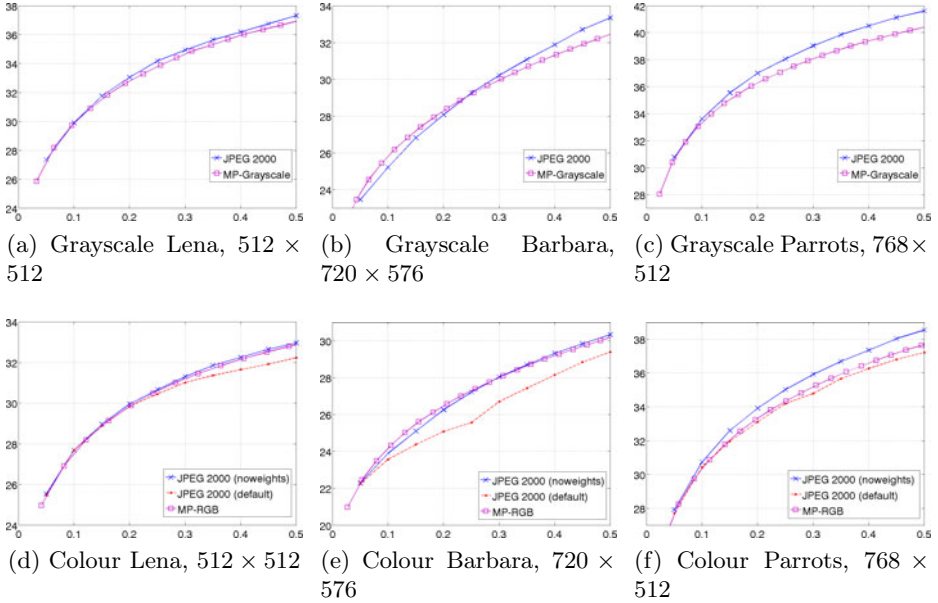 38
36
34
32
30
28
26
24
0 0.1 0.2 0.3 0.4 0.5
JPEG 2000
MP-Grayscale
(a) Grayscale Lena, 512 ×
512
34
32
30
28
26
24
0 0.1 0.2 0.3 0.4 0.5
JPEG 2000
MP-Grayscale
(b) Grayscale Barbara,
720 × 576
42
40
38
36
34
32
30
28
0 0.1 0.2 0.3 0.4 0.5
JPEG 2000
MP-Grayscale
(c) Grayscale Parrots, 768×
512
34
32
30
28
26
24
0 0.1 0.2 0.3 0.4 0.5
JPEG 2000 (noweights)
JPEG 2000 (default)
MP-RGB
(d) Colour Lena, 512 × 512
30
28
26
24
22
20
0 0.1 0.2 0.3 0.4 0.5
JPEG 2000 (noweights)
JPEG 2000 (default)
MP-RGB
(e) Colour Barbara, 720 ×
576
38
36
34
32
30
28
0 0.1 0.2 0.3 0.4 0.5
JPEG 2000 (noweights)
JPEG 2000 (default)
MP-RGB
(f) Colour Parrots, 768 ×
512